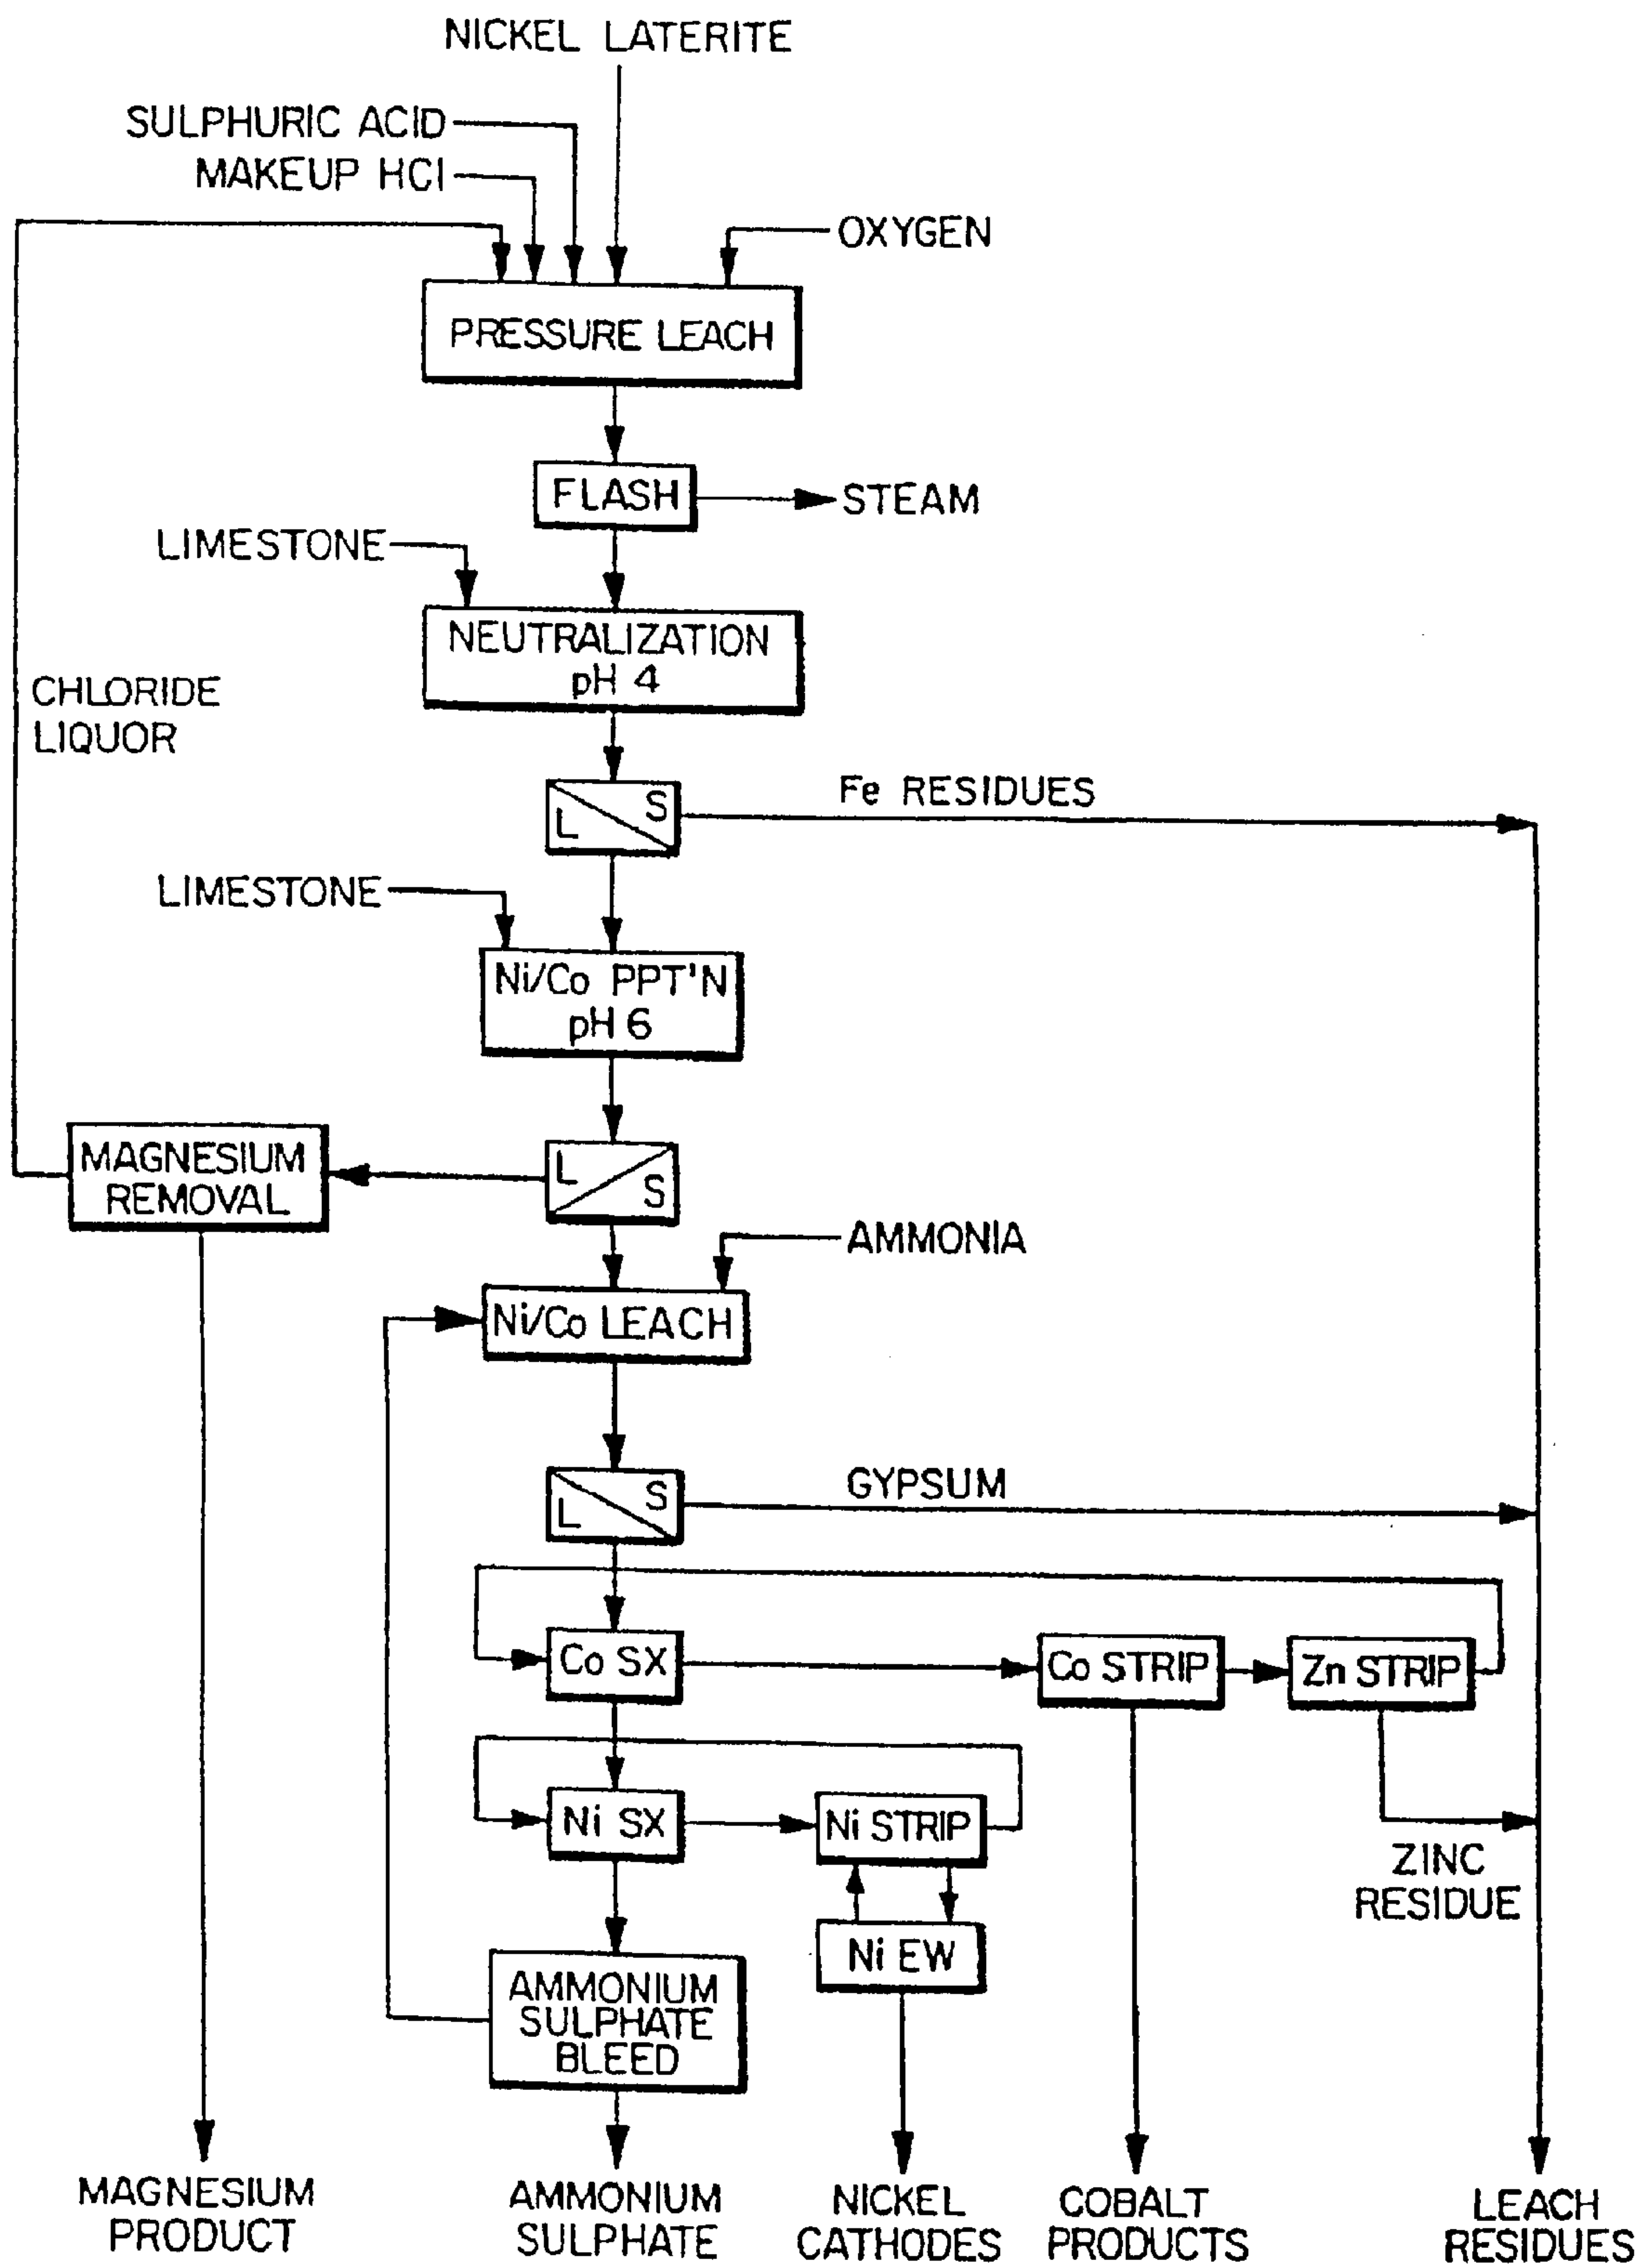 NICKEL LATERITE
SULPHURIC ACID
MAKEUP HCl
OXYGEN
PRESSURE LEACH
FLASH
STEAM
LIMESTONE
NEUTRALIZATION
pH 4
CHLORIDE
LIQUOR
L S
Fe RESIDUES
LIMESTONE
Ni/Co PPT'N
pH 6
MAGNESIUM
REMOVAL
L S
AMMONIA
Ni/Co LEACH
L S
GYPSUM
Co SX
Co STRIP
Zn STRIP
Ni SX
Ni STRIP
ZINC
RESIDUE
Ni EW
AMMONIUM
SULPHATE
BLEED
MAGNESIUM
PRODUCT
AMMONIUM
SULPHATE
NICKEL
CATHODES
COBALT
PRODUCTS
LEACH
RESIDUES